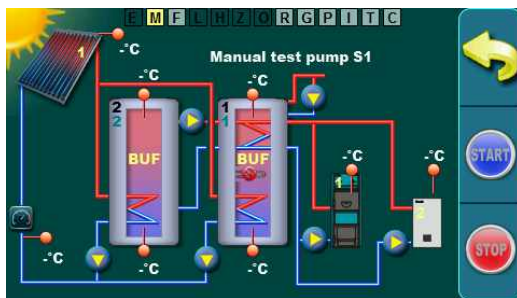 E M F L H Z O R G P I T C
1 -°C
Manual test pump S1
-°C -°C
2 1
2 1
BUF BUF
START
-°C -°C
1 2
-°C
-°C -°C
STOP